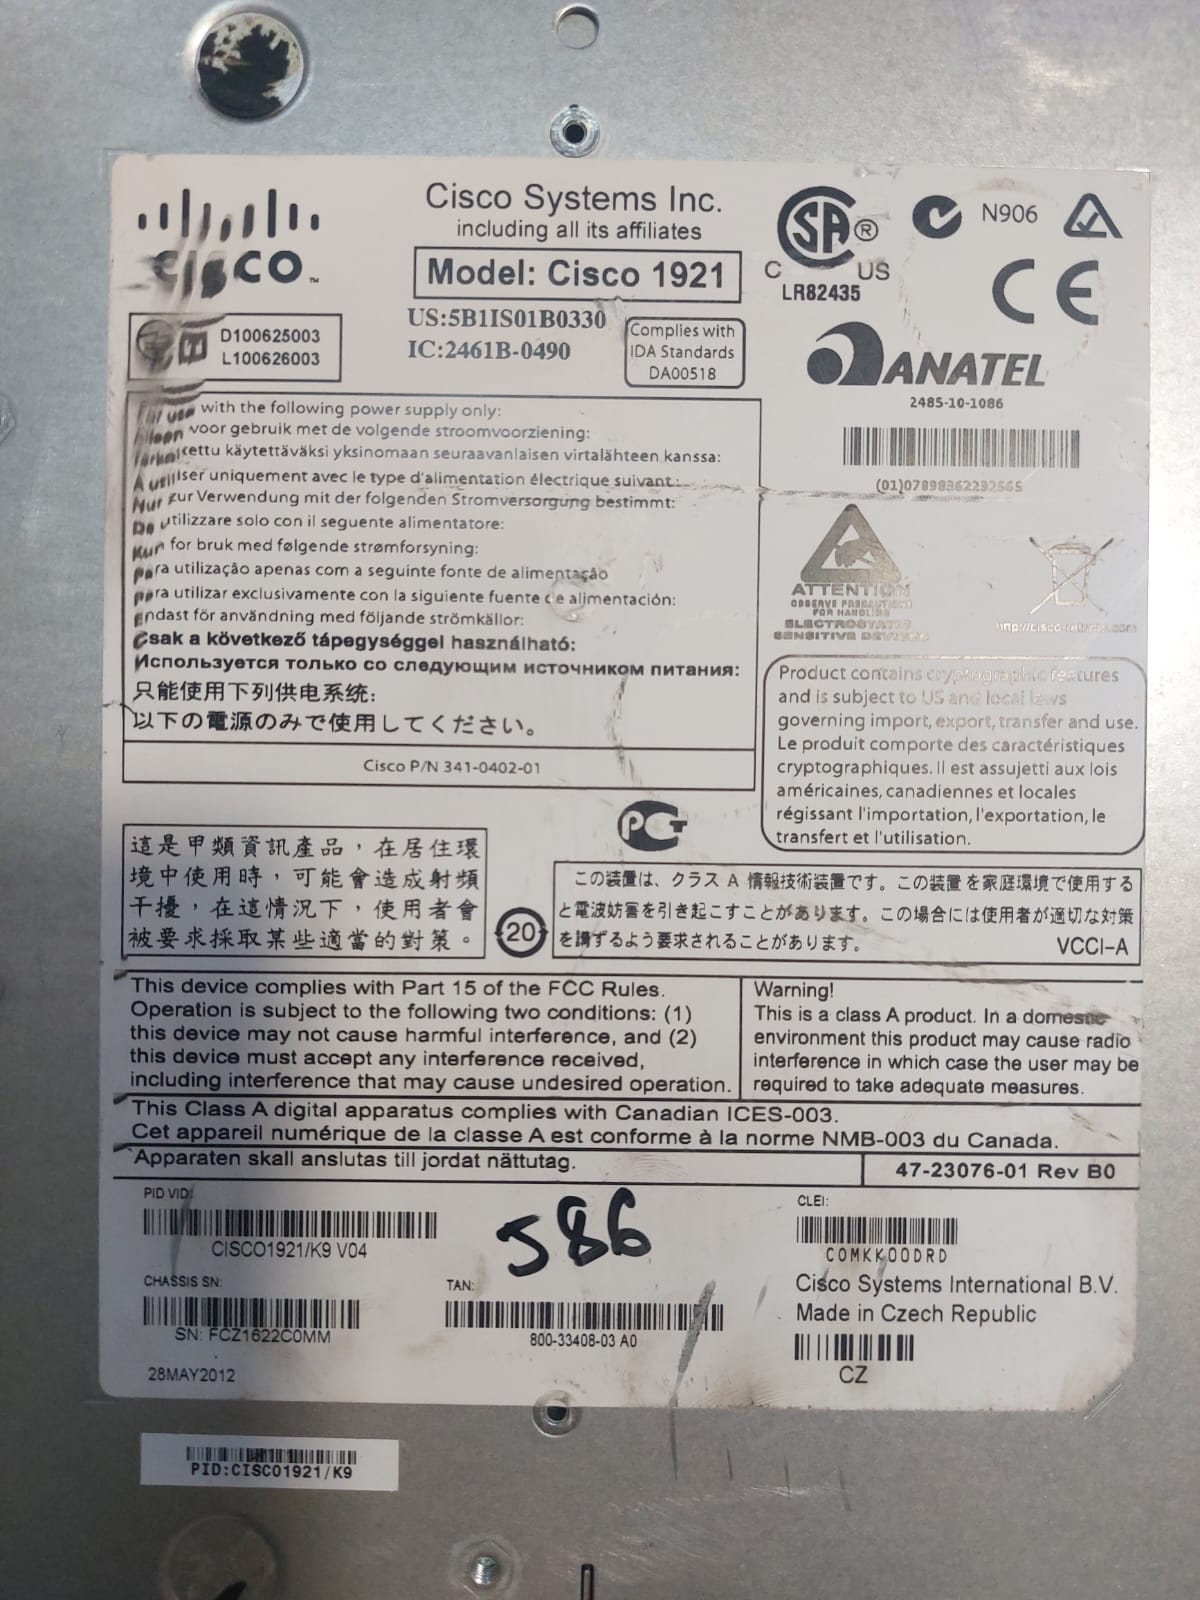 CISCO™
Cisco Systems Inc.
including all its affiliates
Model: Cisco 1921
US:5B1IS01B0330
IC:2461B-0490
Complies with
IDA Standards
DA00518
D100625003
L100626003
SA®
C US
LR82435
N906
CE
ANATEL
2485-10-1086
(01)07898362292665
For use with the following power supply only:
Alleen voor gebruik met de volgende stroomvoorziening:
Tarkoitettu käytettäväksi yksinomaan seuraavanlaisen virtalähteen kanssa:
A utiliser uniquement avec le type d'alimentation électrique suivant :
Nur zur Verwendung mit der folgenden Stromversorgung bestimmt:
De utilizzare solo con il seguente alimentatore:
Kun for bruk med følgende strømforsyning:
Para utilização apenas com a seguinte fonte de alimentação
para utilizar exclusivamente con la siguiente fuente de alimentación:
Endast för användning med följande strömkällor:
Csak a következő tápegységgel használható:
Используется только со следующим источником питания:
只能使用下列供电系统:
以下の電源のみで使用してください。
Cisco P/N 341-0402-01
ATTENTION
OBSERVE PRECAUTIONS
FOR HANDLING
ELECTROSTATIC
SENSITIVE DEVICES
http://cisco-returns.com
Product contains cryptographic features
and is subject to US and local laws
governing import, export, transfer and use.
Le produit comporte des caractéristiques
cryptographiques. Il est assujetti aux lois
américaines, canadiennes et locales
régissant l'importation, l'exportation, le
transfert et l'utilisation.
這是甲類資訊產品，在居住環
境中使用時，可能會造成射頻
干擾，在這情況下，使用者會
被要求採取某些適當的對策。
20
この装置は、クラス A 情報技術装置です。この装置を家庭環境で使用する
と電波妨害を引き起こすことがあります。この場合には使用者が適切な対策
を講ずるよう要求されることがあります。
VCCI-A
This device complies with Part 15 of the FCC Rules.
Operation is subject to the following two conditions: (1)
this device may not cause harmful interference, and (2)
this device must accept any interference received,
including interference that may cause undesired operation.
Warning!
This is a class A product. In a domestic
environment this product may cause radio
interference in which case the user may be
required to take adequate measures.
This Class A digital apparatus complies with Canadian ICES-003.
Cet appareil numérique de la classe A est conforme à la norme NMB-003 du Canada.
Apparaten skall anslutas till jordat nättutag.
47-23076-01 Rev B0
PID VID:
CISCO1921/K9 V04
586
CLEI:
COMKK00DRD
CHASSIS SN:
SN: FCZ1622C0MM
TAN:
800-33408-03 A0
Cisco Systems International B.V.
Made in Czech Republic
CZ
28MAY2012
PID:CISCO1921/K9